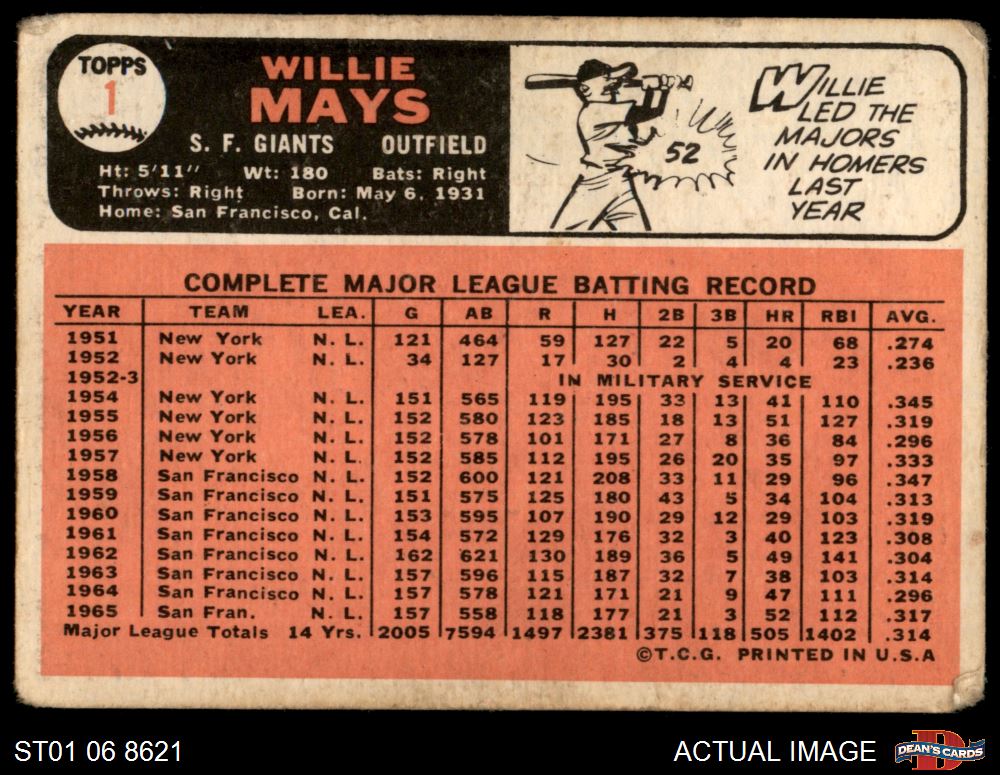 TOPPS
1
WILLIE
MAYS
S. F. GIANTS OUTFIELD
Ht: 5'11" Wt: 180 Bats: Right
Throws: Right Born: May 6, 1931
Home: San Francisco, Cal.
52
WILLIE
LED THE
MAJORS
IN HOMERS
LAST
YEAR
COMPLETE MAJOR LEAGUE BATTING RECORD
YEAR TEAM LEA. G AB R H 2B 3B HR RBI AVG.
1951 New York N. L. 121 464 59 127 22 5 20 68 .274
1952 New York N. L. 34 127 17 30 2 4 4 23 .236
1952-3 IN MILITARY SERVICE
1954 New York N. L. 151 565 119 195 33 13 41 110 .345
1955 New York N. L. 152 580 123 185 18 13 51 127 .319
1956 New York N. L. 152 578 101 171 27 8 36 84 .296
1957 New York N. L. 152 585 112 195 26 20 35 97 .333
1958 San Francisco N. L. 152 600 121 208 33 11 29 96 .347
1959 San Francisco N. L. 151 575 125 180 43 5 34 104 .313
1960 San Francisco N. L. 153 595 107 190 29 12 29 103 .319
1961 San Francisco N. L. 154 572 129 176 32 3 40 123 .308
1962 San Francisco N. L. 162 621 130 189 36 5 49 141 .304
1963 San Francisco N. L. 157 596 115 187 32 7 38 103 .314
1964 San Francisco N. L. 157 578 121 171 21 9 47 111 .296
1965 San Fran. N. L. 157 558 118 177 21 3 52 112 .317
Major League Totals 14 Yrs. 2005 7594 1497 2381 375 118 505 1402 .314
©T.C.G. PRINTED IN U.S.A
ST01 06 8621
ACTUAL IMAGE
D
DEAN'S CARDS